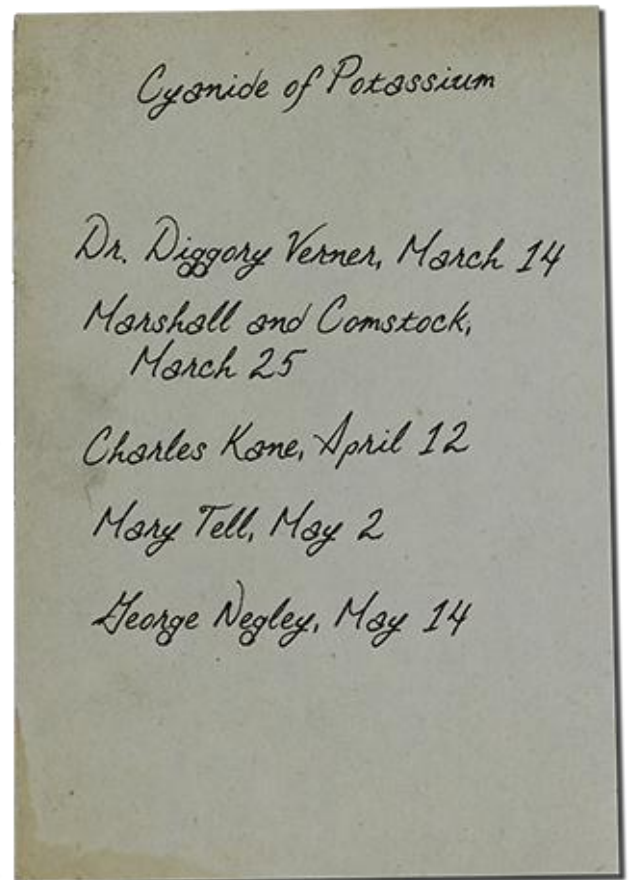 Cyanide of Potassium
Dr. Diggory Verner, March 14
Marshall and Comstock,
March 25
Charles Kane, April 12
Mary Tell, May 2
George Negley, May 14